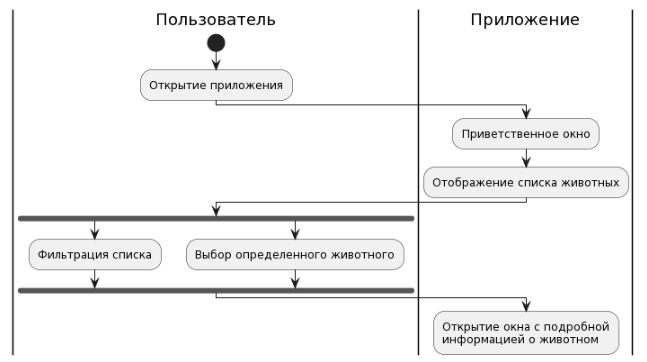 Пользователь
Приложение
Открытие приложения
Приветственное окно
Отображение списка животных
Фильтрация списка
Выбор определенного животного
Открытие окна с подробной
информацией о животном